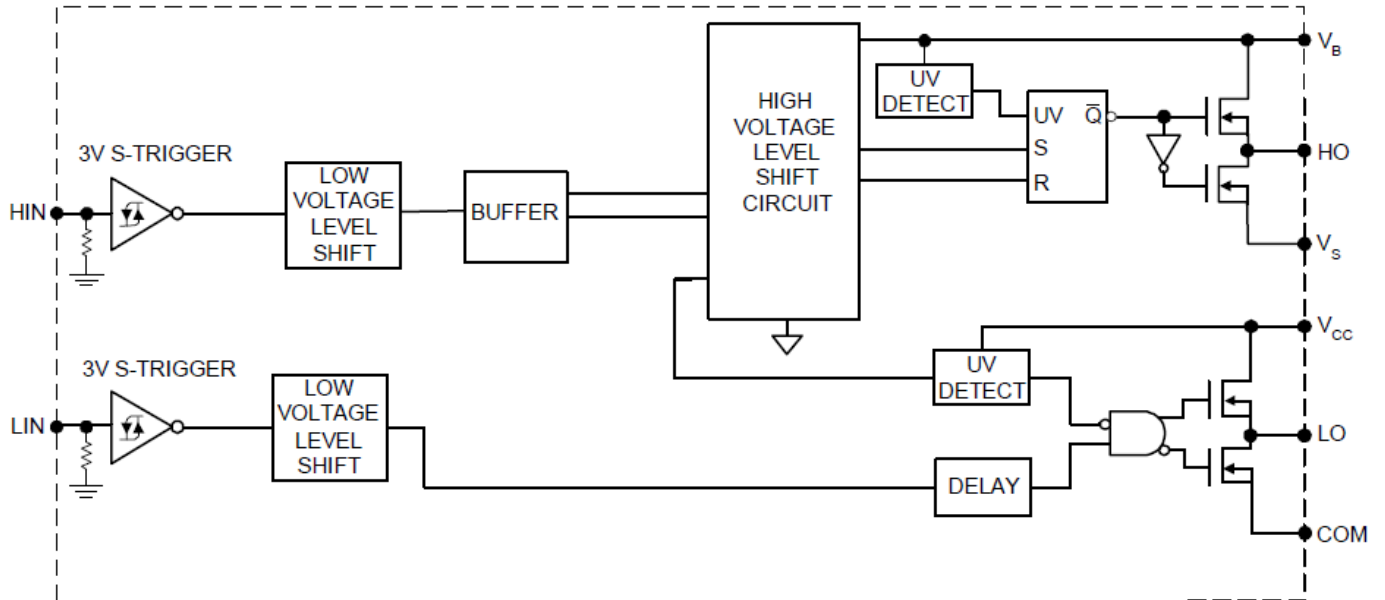 V_B
UV
DETECT
HIGH
VOLTAGE
LEVEL
SHIFT
CIRCUIT
UV
Q̅
S
R
HO
3V S-TRIGGER
LOW
VOLTAGE
LEVEL
SHIFT
HIN
BUFFER
V_S
V_CC
3V S-TRIGGER
UV
DETECT
LOW
VOLTAGE
LEVEL
SHIFT
LIN
LO
DELAY
COM